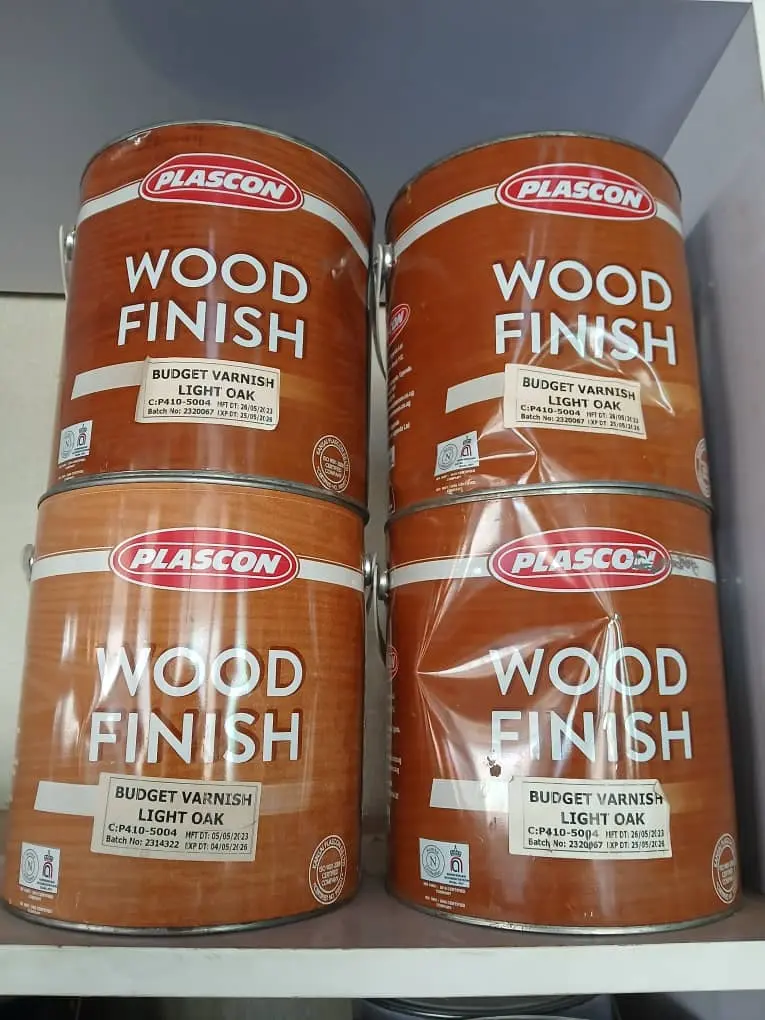 PLASCON
WOOD
FINISH
BUDGET VARNISH
LIGHT OAK
C:P410-5004 MFT DT: 26/05/2023
Batch No: 2320067 EXP DT: 25/05/2026
PLASCON
WOOD
FINISH
BUDGET VARNISH
LIGHT OAK
C:P410-5004 MFT DT: 26/05/2023
Batch No: 2320067 EXP DT: 25/05/2026
PLASCON
WOOD
FINISH
BUDGET VARNISH
LIGHT OAK
C:P410-5004 MFT DT: 05/05/2023
Batch No: 2314322 EXP DT: 04/05/2026
PLASCON
WOOD
FINISH
BUDGET VARNISH
LIGHT OAK
C:P410-5004 MFT DT: 26/05/2023
Batch No: 2320067 EXP DT: 25/05/2026